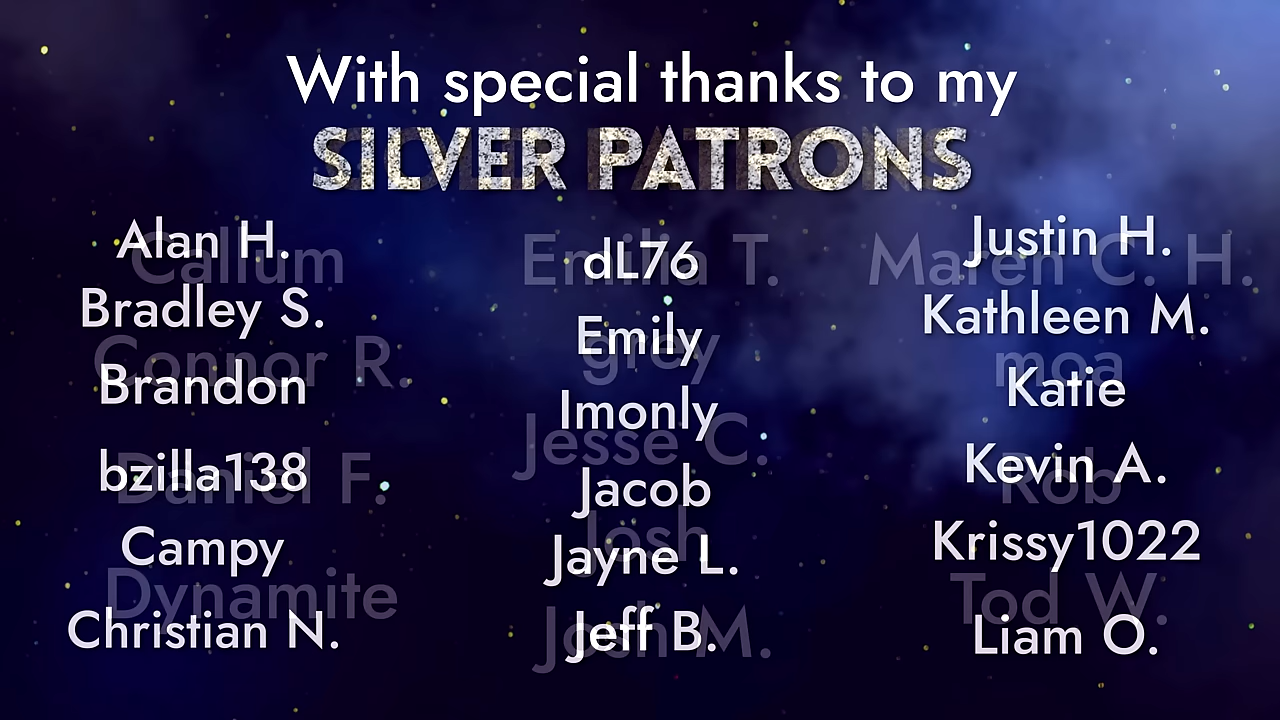 With special thanks to my
SILVER PATRONS
Alan H.
Bradley S.
Brandon
bzilla138
Campy
Christian N.
dL76
Emily
Imonly
Jacob
Jayne L.
Jeff B.
Justin H.
Kathleen M.
Katie
Kevin A.
Krissy1022
Liam O.
Callum
Connor R.
Daniel F.
Dynamite
Emilia T.
grey
Jesse C.
Josh
Josh M.
Maren C. H.
moa
Rob
Tod W.